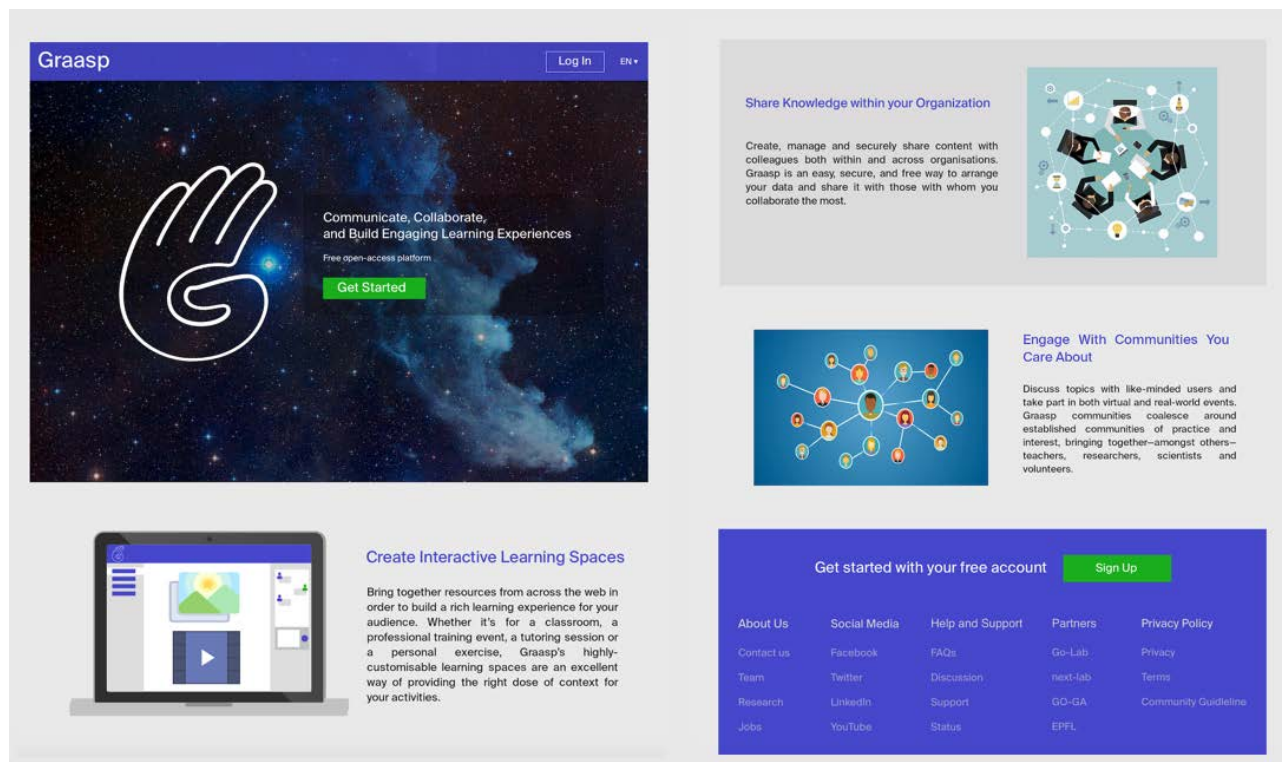 Graasp
Log In
EN ▾
Communicate, Collaborate,
and Build Engaging Learning Experiences
Free open-access platform
Get Started
Create Interactive Learning Spaces
Bring together resources from across the web in
order to build a rich learning experience for your
audience. Whether it's for a classroom, a
professional training event, a tutoring session or
a personal exercise, Graasp's highly-
customisable learning spaces are an excellent
way of providing the right dose of context for
your activities.
Share Knowledge within your Organization
Create, manage and securely share content with
colleagues both within and across organisations.
Graasp is an easy, secure, and free way to arrange
your data and share it with those with whom you
collaborate the most.
Engage With Communities You
Care About
Discuss topics with like-minded users and
take part in both virtual and real-world events.
Graasp communities coalesce around
established communities of practice and
interest, bringing together—amongst others—
teachers, researchers, scientists and
volunteers.
Get started with your free account
Sign Up
About Us Social Media Help and Support Partners Privacy Policy
Contact us Facebook FAQs Go-Lab Privacy
Team Twitter Discussion next-lab Terms
Research LinkedIn Support GO-GA Community Guidleline
Jobs YouTube Status EPFL